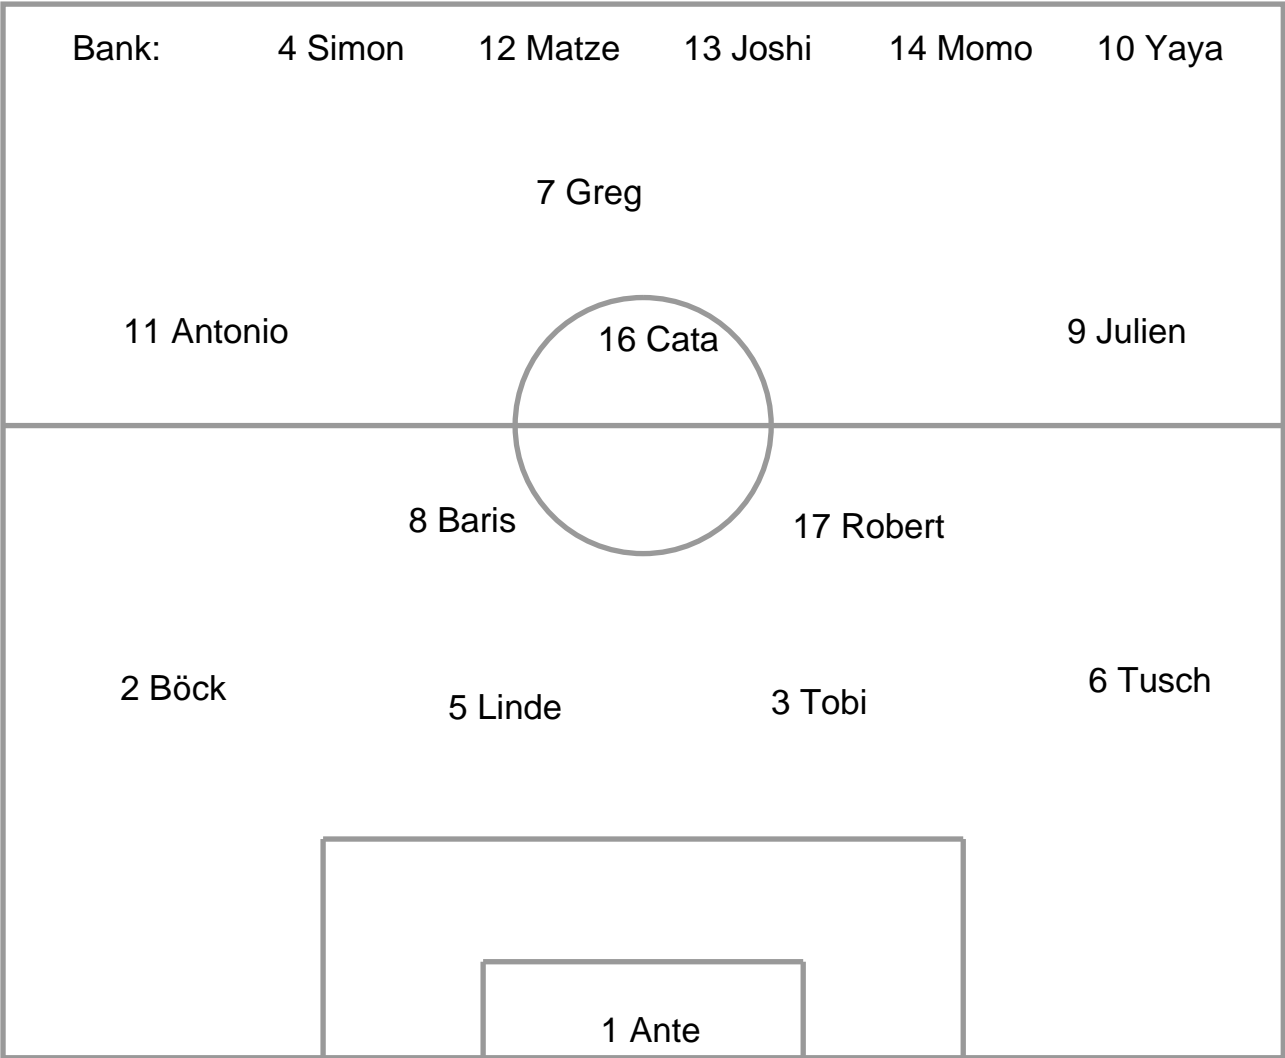 Bank: 4 Simon 12 Matze 13 Joshi 14 Momo 10 Yaya
7 Greg
11 Antonio 16 Cata 9 Julien
8 Baris 17 Robert
2 Böck 5 Linde 3 Tobi 6 Tusch
1 Ante